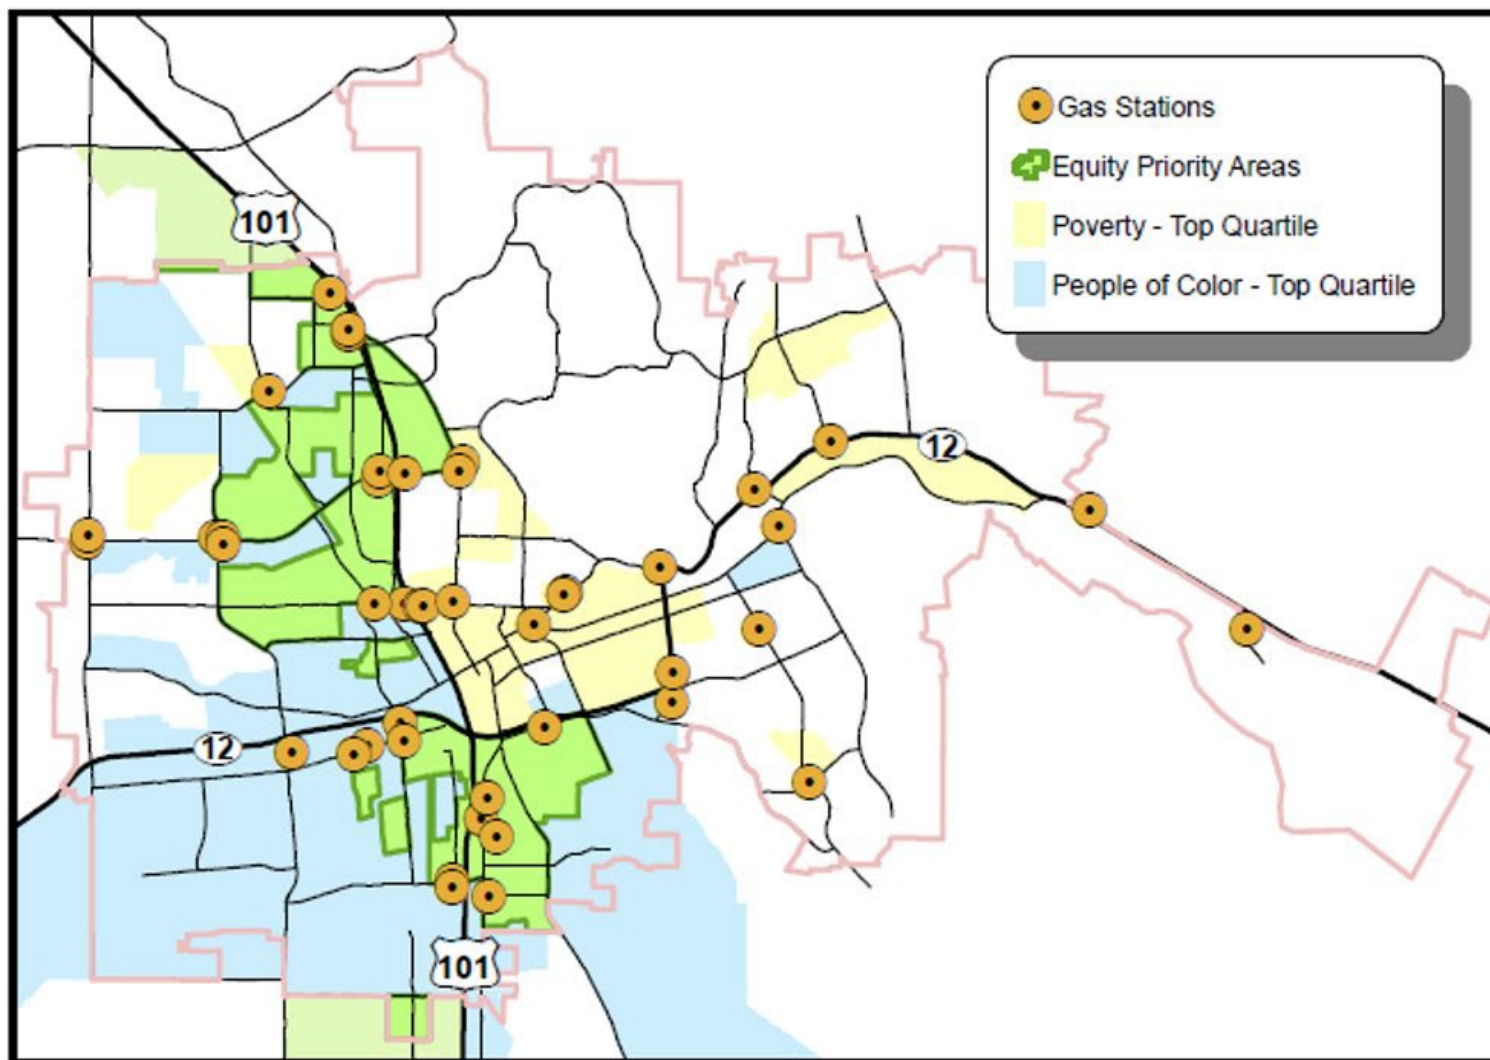 101
Gas Stations
Equity Priority Areas
Poverty - Top Quartile
People of Color - Top Quartile
12
12
101